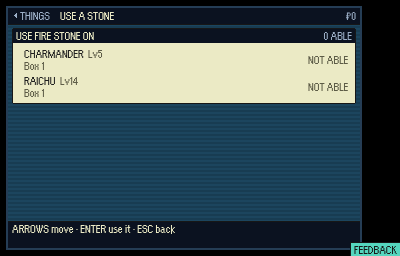 THINGS USE A STONE ₽0
USE FIRE STONE ON 0 ABLE
CHARMANDER Lv5
Box 1 NOT ABLE
RAICHU Lv14
Box 1 NOT ABLE
ARROWS move · ENTER use it · ESC back
FEEDBACK